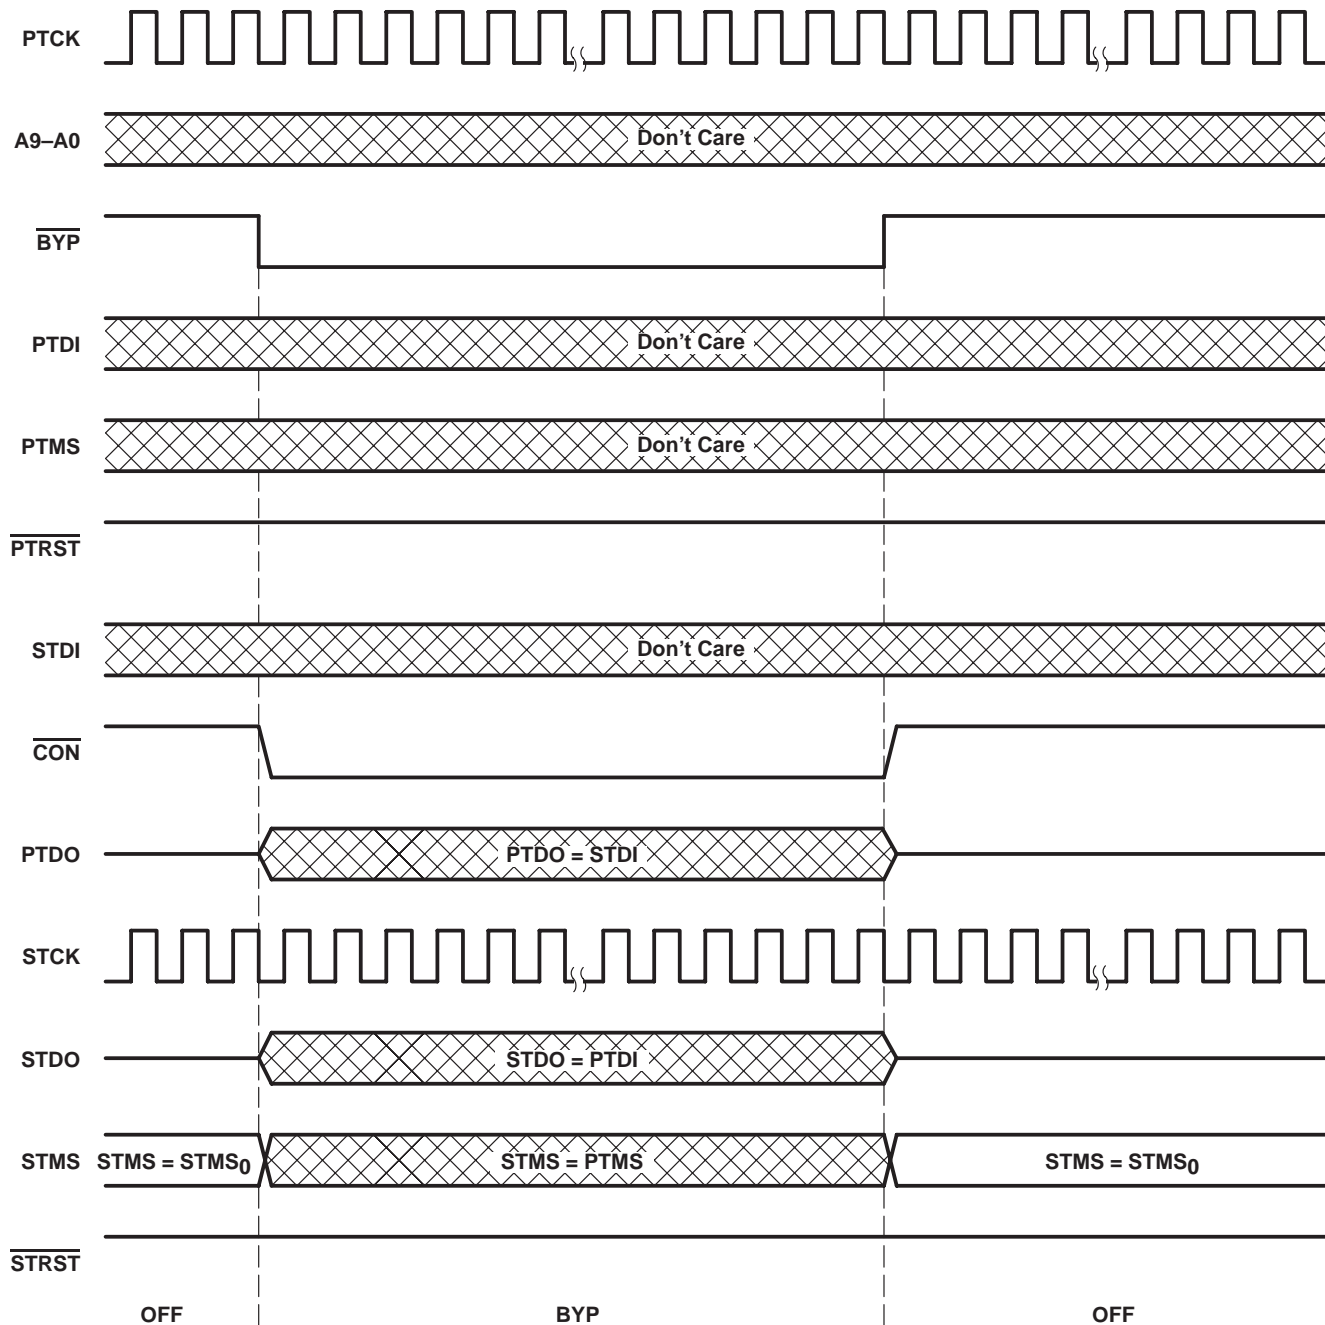 PTCK
A9–A0 Don't Care
BYP
PTDI Don't Care
PTMS Don't Care
PTRST
STDI Don't Care
CON
PTDO PTDO = STDI
STCK
STDO STDO = PTDI
STMS STMS = STMS0 STMS = PTMS STMS = STMS0
STRST
OFF BYP OFF